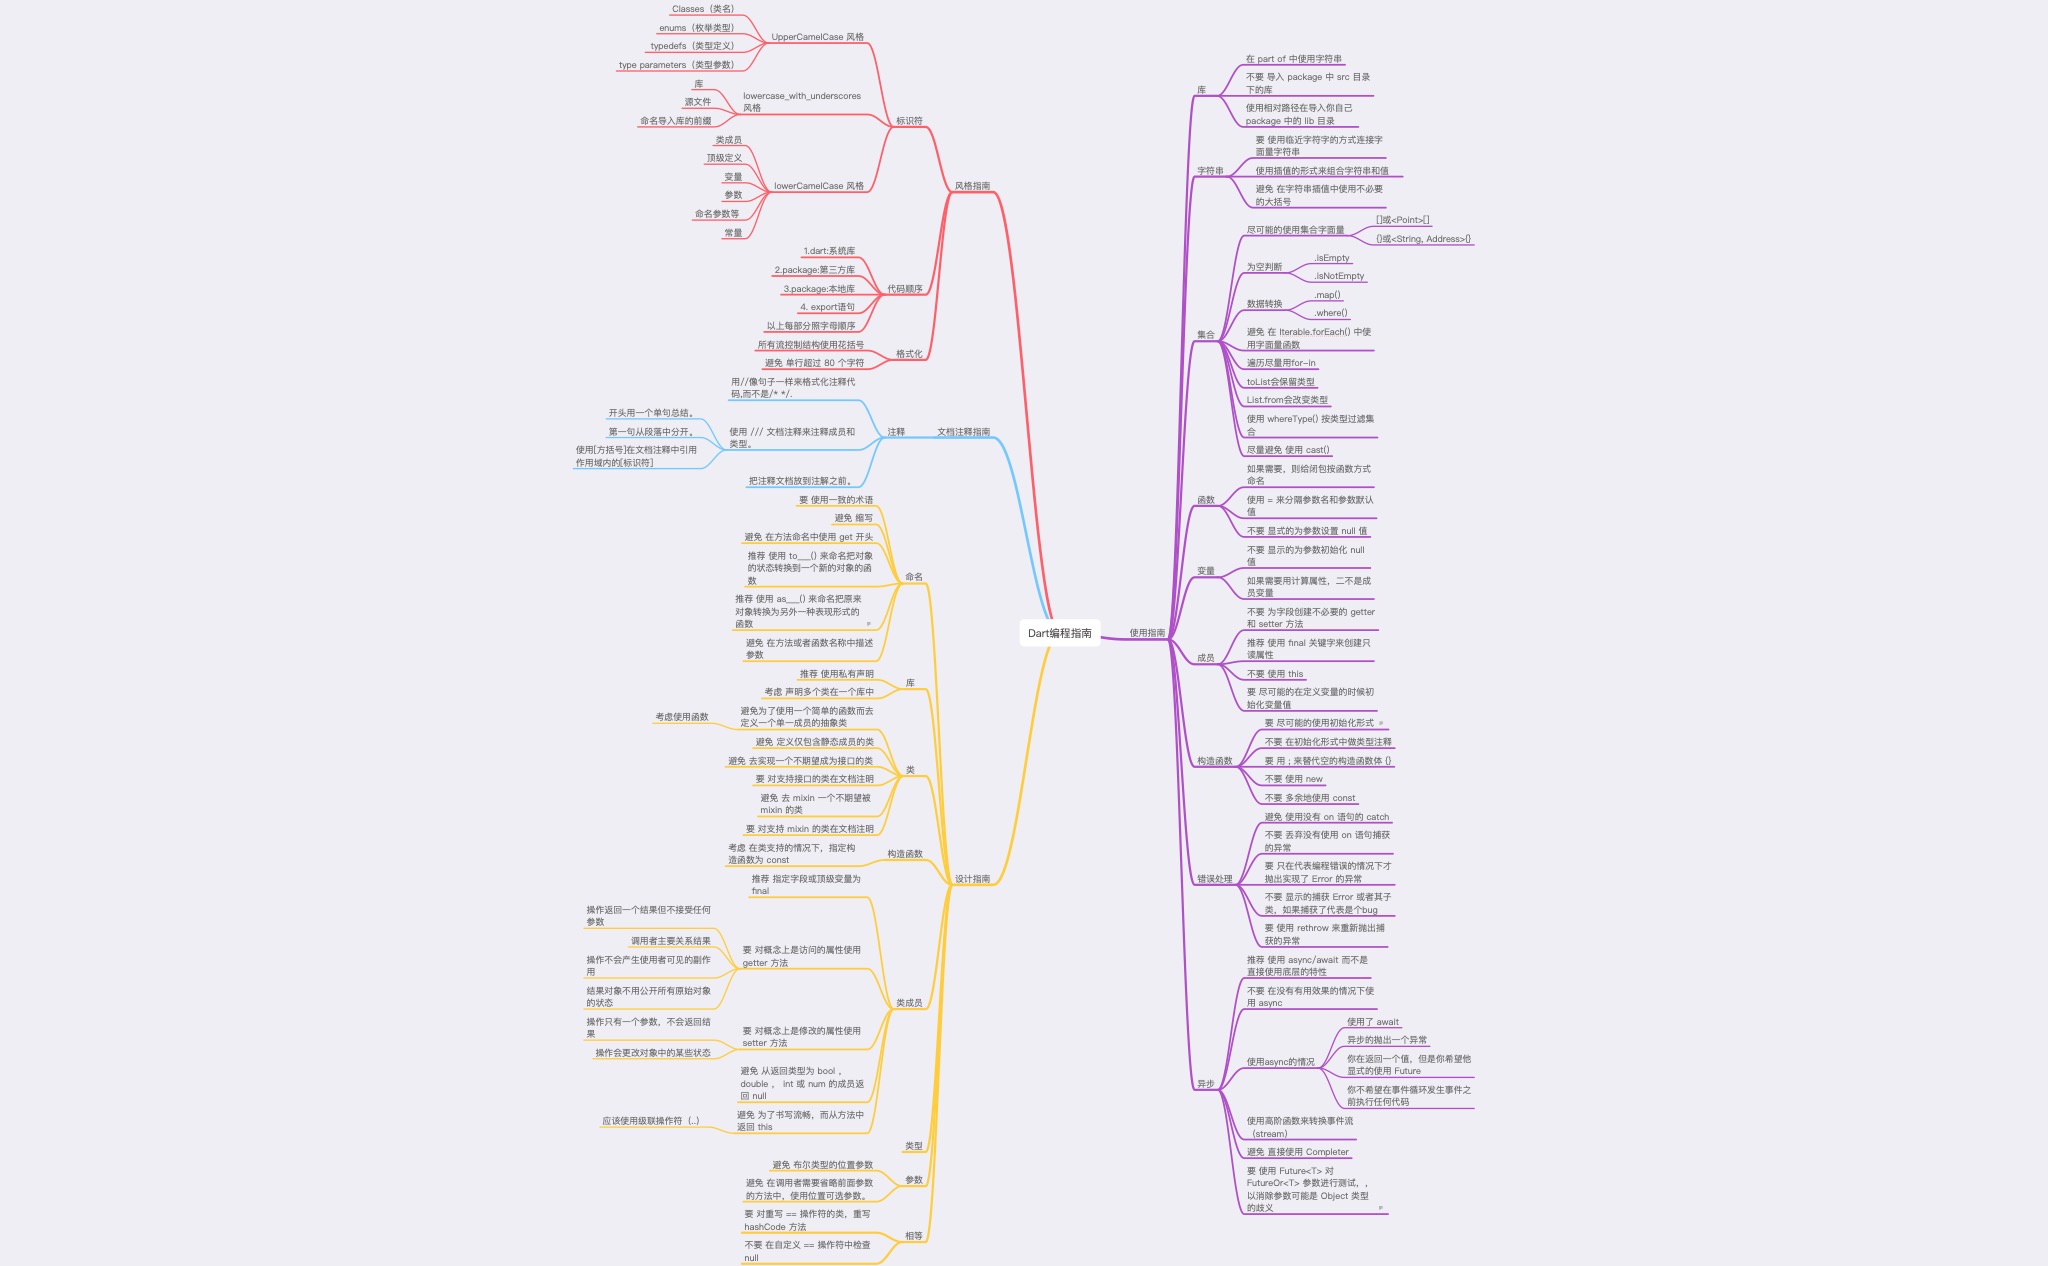 Dart编程指南
风格指南
标识符
UpperCamelCase 风格
Classes（类名）
enums（枚举类型）
typedefs（类型定义）
type parameters（类型参数）
lowercase_with_underscores
风格
库
源文件
命名导入库的前缀
lowerCamelCase 风格
类成员
顶级定义
变量
参数
命名参数等
常量
代码顺序
1.dart:系统库
2.package:第三方库
3.package:本地库
4. export语句
以上每部分照字母顺序
格式化
所有流控制结构使用花括号
避免 单行超过 80 个字符
文档注释指南
注释
用//像句子一样来格式化注释代
码,而不是/* */.
使用 /// 文档注释来注释成员和
类型。
开头用一个单句总结。
第一句从段落中分开。
使用[方括号]在文档注释中引用
作用域内的[标识符]
把注释文档放到注解之前。
设计指南
命名
要 使用一致的术语
避免 缩写
避免 在方法命名中使用 get 开头
推荐 使用 to___() 来命名把对象
的状态转换到一个新的对象的函
数
推荐 使用 as___() 来命名把原来
对象转换为另外一种表现形式的
函数
避免 在方法或者函数名称中描述
参数
库
推荐 使用私有声明
考虑 声明多个类在一个库中
类
避免为了使用一个简单的函数而去
定义一个单一成员的抽象类
考虑使用函数
避免 定义仅包含静态成员的类
避免 去实现一个不期望成为接口的类
要 对支持接口的类在文档注明
避免 去 mixin 一个不期望被
mixin 的类
要 对支持 mixin 的类在文档注明
构造函数
考虑 在类支持的情况下，指定构
造函数为 const
类成员
推荐 指定字段或顶级变量为
final
要 对概念上是访问的属性使用
getter 方法
操作返回一个结果但不接受任何
参数
调用者主要关系结果
操作不会产生使用者可见的副作
用
结果对象不用公开所有原始对象
的状态
要 对概念上是修改的属性使用
setter 方法
操作只有一个参数，不会返回结
果
操作会更改对象中的某些状态
避免 从返回类型为 bool ，
double ， int 或 num 的成员返
回 null
避免 为了书写流畅，而从方法中
返回 this
应该使用级联操作符（..）
类型
参数
避免 布尔类型的位置参数
避免 在调用者需要省略前面参数
的方法中，使用位置可选参数。
相等
要 对重写 == 操作符的类，重写
hashCode 方法
不要 在自定义 == 操作符中检查
null
使用指南
库
在 part of 中使用字符串
不要 导入 package 中 src 目录
下的库
使用相对路径在导入你自己
package 中的 lib 目录
字符串
要 使用临近字符字的方式连接字
面量字符串
使用插值的形式来组合字符串和值
避免 在字符串插值中使用不必要
的大括号
集合
尽可能的使用集合字面量
[]或<Point>[]
{}或<String, Address>{}
为空判断
.isEmpty
.isNotEmpty
数据转换
.map()
.where()
避免 在 Iterable.forEach() 中使
用字面量函数
遍历尽量用for-in
toList会保留类型
List.from会改变类型
使用 whereType() 按类型过滤集
合
尽量避免 使用 cast()
函数
如果需要，则给闭包按函数方式
命名
使用 = 来分隔参数名和参数默认
值
不要 显式的为参数设置 null 值
变量
不要 显示的为参数初始化 null
值
如果需要用计算属性，二不是成
员变量
成员
不要 为字段创建不必要的 getter
和 setter 方法
推荐 使用 final 关键字来创建只
读属性
不要 使用 this
要 尽可能的在定义变量的时候初
始化变量值
构造函数
要 尽可能的使用初始化形式
不要 在初始化形式中做类型注释
要 用 ; 来替代空的构造函数体 {}
不要 使用 new
不要 多余地使用 const
错误处理
避免 使用没有 on 语句的 catch
不要 丢弃没有使用 on 语句捕获
的异常
要 只在代表编程错误的情况下才
抛出实现了 Error 的异常
不要 显示的捕获 Error 或者其子
类，如果捕获了代表是个bug
要 使用 rethrow 来重新抛出捕
获的异常
异步
推荐 使用 async/await 而不是
直接使用底层的特性
不要 在没有有用效果的情况下使
用 async
使用async的情况
使用了 await
异步的抛出一个异常
你在返回一个值，但是你希望他
显式的使用 Future
你不希望在事件循环发生事件之
前执行任何代码
使用高阶函数来转换事件流
（stream）
避免 直接使用 Completer
要 使用 Future<T> 对
FutureOr<T> 参数进行测试，，
以消除参数可能是 Object 类型
的歧义